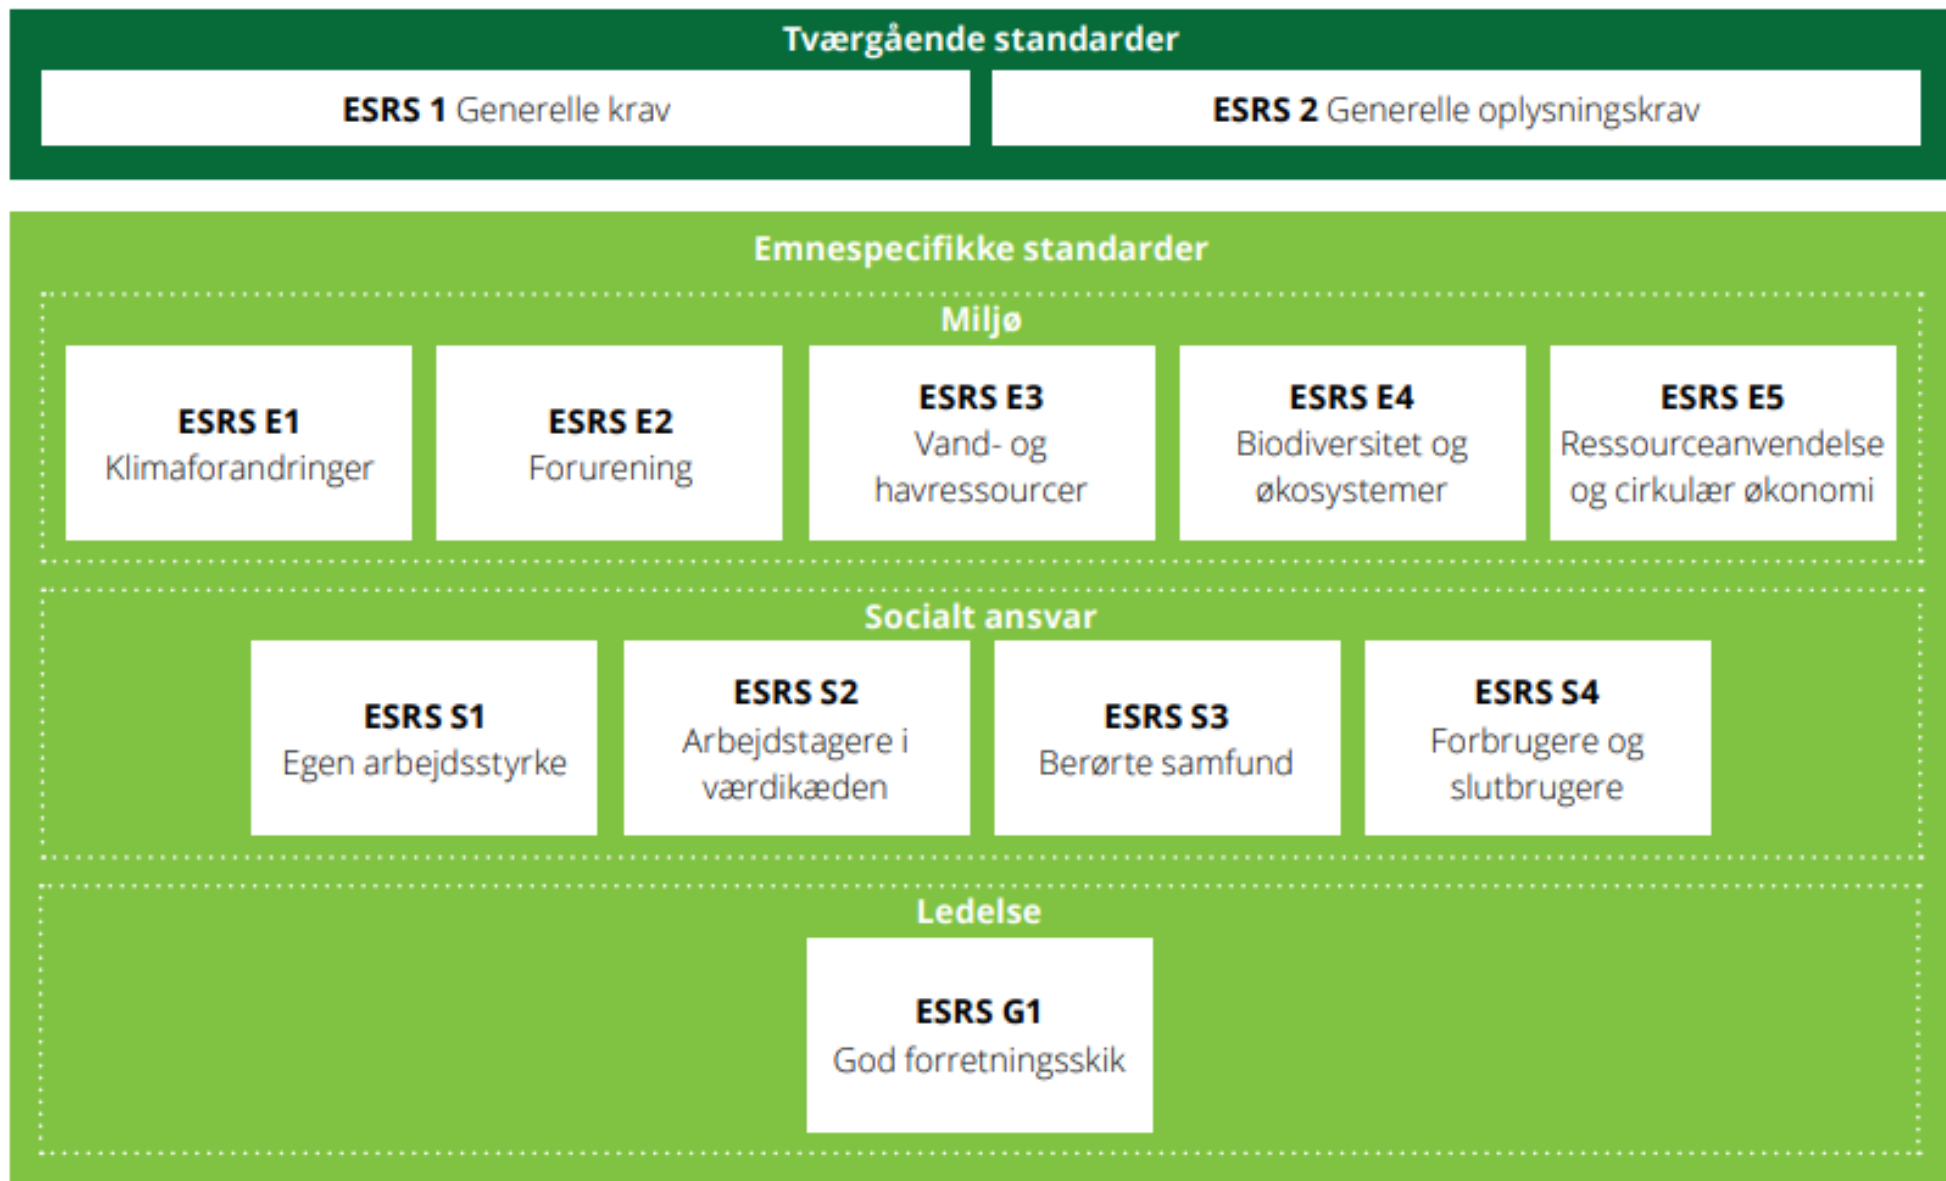 Tværgående standarder
ESRS 1 Generelle krav
ESRS 2 Generelle oplysningskrav
Emnespecifikke standarder
Miljø
ESRS E1
Klimaforandringer
ESRS E2
Forurening
ESRS E3
Vand- og
havressourcer
ESRS E4
Biodiversitet og
økosystemer
ESRS E5
Ressourceanvendelse
og cirkulær økonomi
Socialt ansvar
ESRS S1
Egen arbejdsstyrke
ESRS S2
Arbejdstagere i
værdikæden
ESRS S3
Berørte samfund
ESRS S4
Forbrugere og
slutbrugere
Ledelse
ESRS G1
God forretningsskik